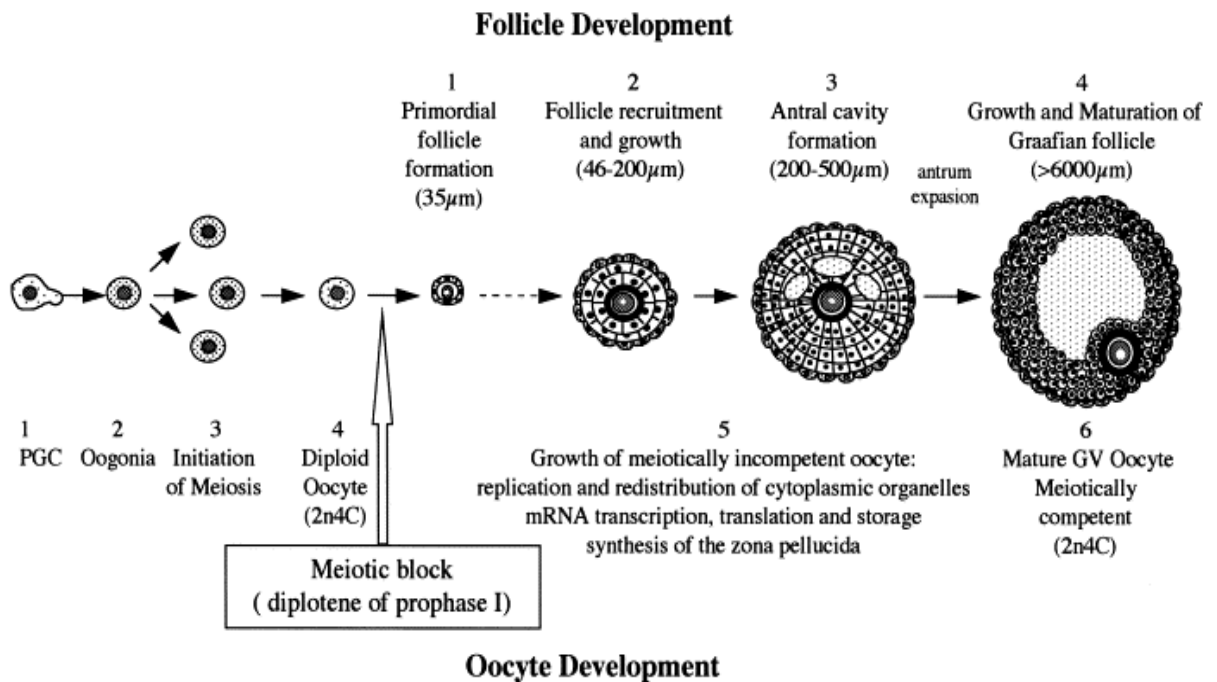 Follicle Development
1
Primordial
follicle
formation
(35µm)
2
Follicle recruitment
and growth
(46-200µm)
3
Antral cavity
formation
(200-500µm)
antrum
expasion
4
Growth and Maturation of
Graafian follicle
(>6000µm)
1
PGC
2
Oogonia
3
Initiation
of Meiosis
4
Diploid
Oocyte
(2n4C)
5
Growth of meiotically incompetent oocyte:
replication and redistribution of cytoplasmic organelles
mRNA transcription, translation and storage
synthesis of the zona pellucida
6
Mature GV Oocyte
Meiotically
competent
(2n4C)
Meiotic block
( diplotene of prophase I)
Oocyte Development